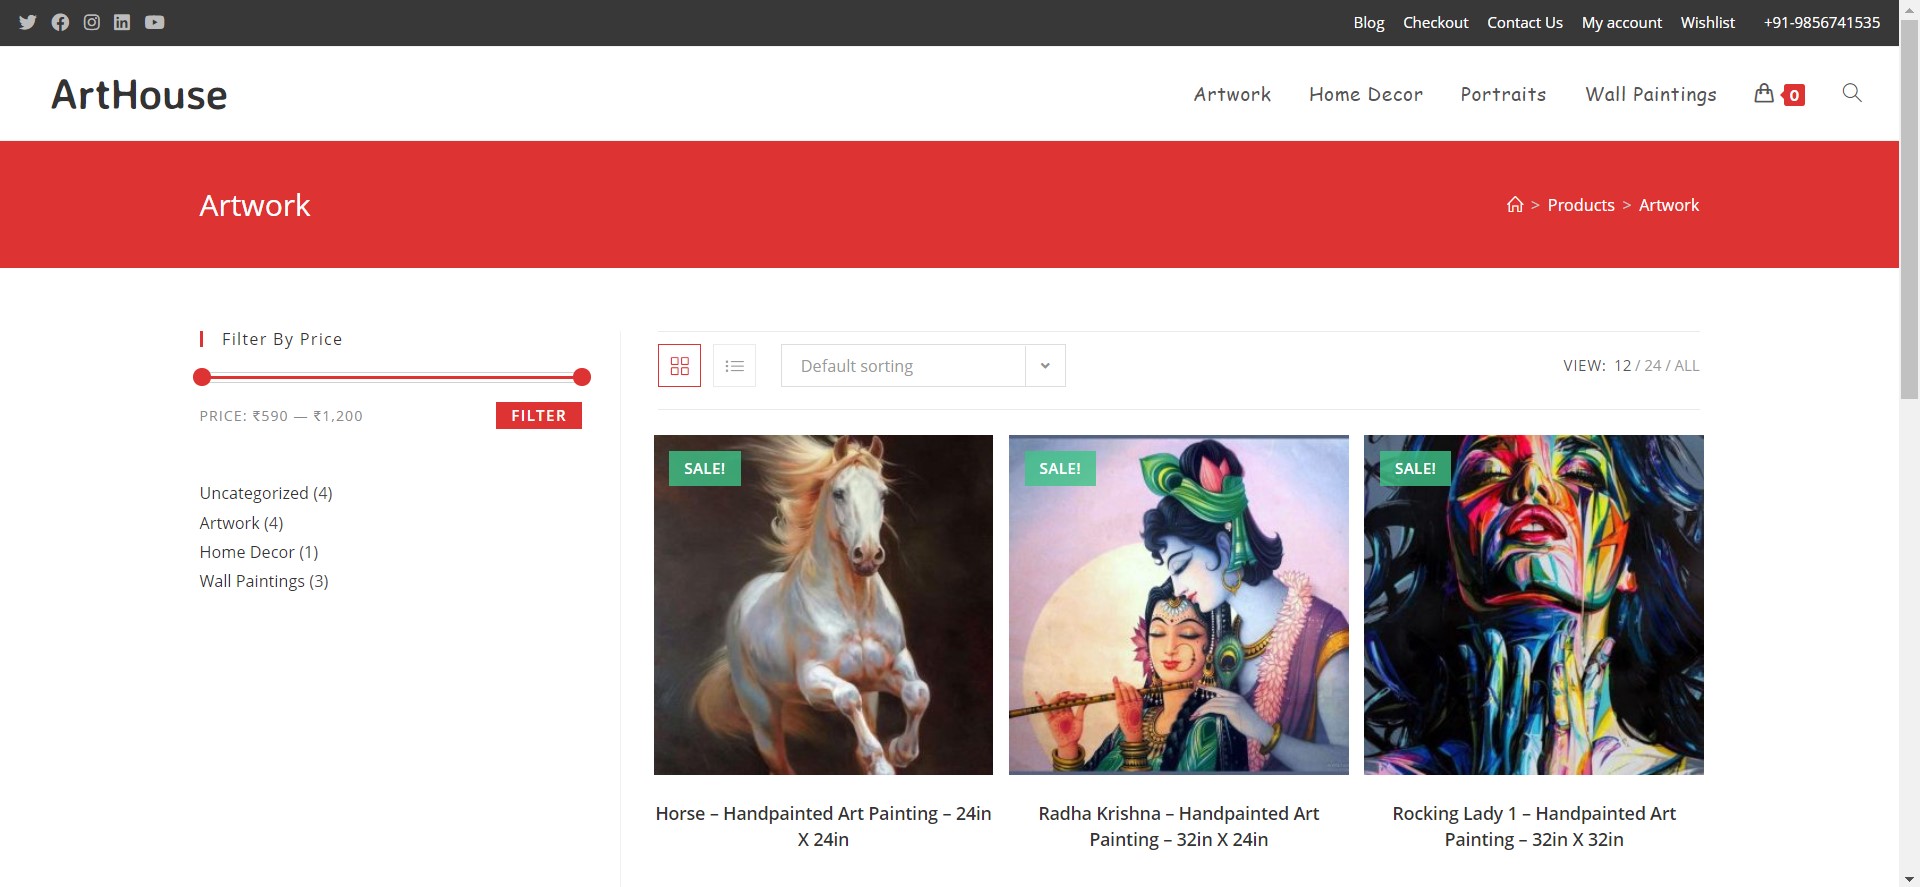 Blog Checkout Contact Us My account Wishlist +91-9856741535
ArtHouse
Artwork Home Decor Portraits Wall Paintings 0
Artwork
> Products > Artwork
Filter By Price
PRICE: ₹590 — ₹1,200
FILTER
Uncategorized (4)
Artwork (4)
Home Decor (1)
Wall Paintings (3)
Default sorting
VIEW: 12 / 24 / ALL
SALE!
SALE!
SALE!
Horse – Handpainted Art Painting – 24in
X 24in
Radha Krishna – Handpainted Art
Painting – 32in X 24in
Rocking Lady 1 – Handpainted Art
Painting – 32in X 32in